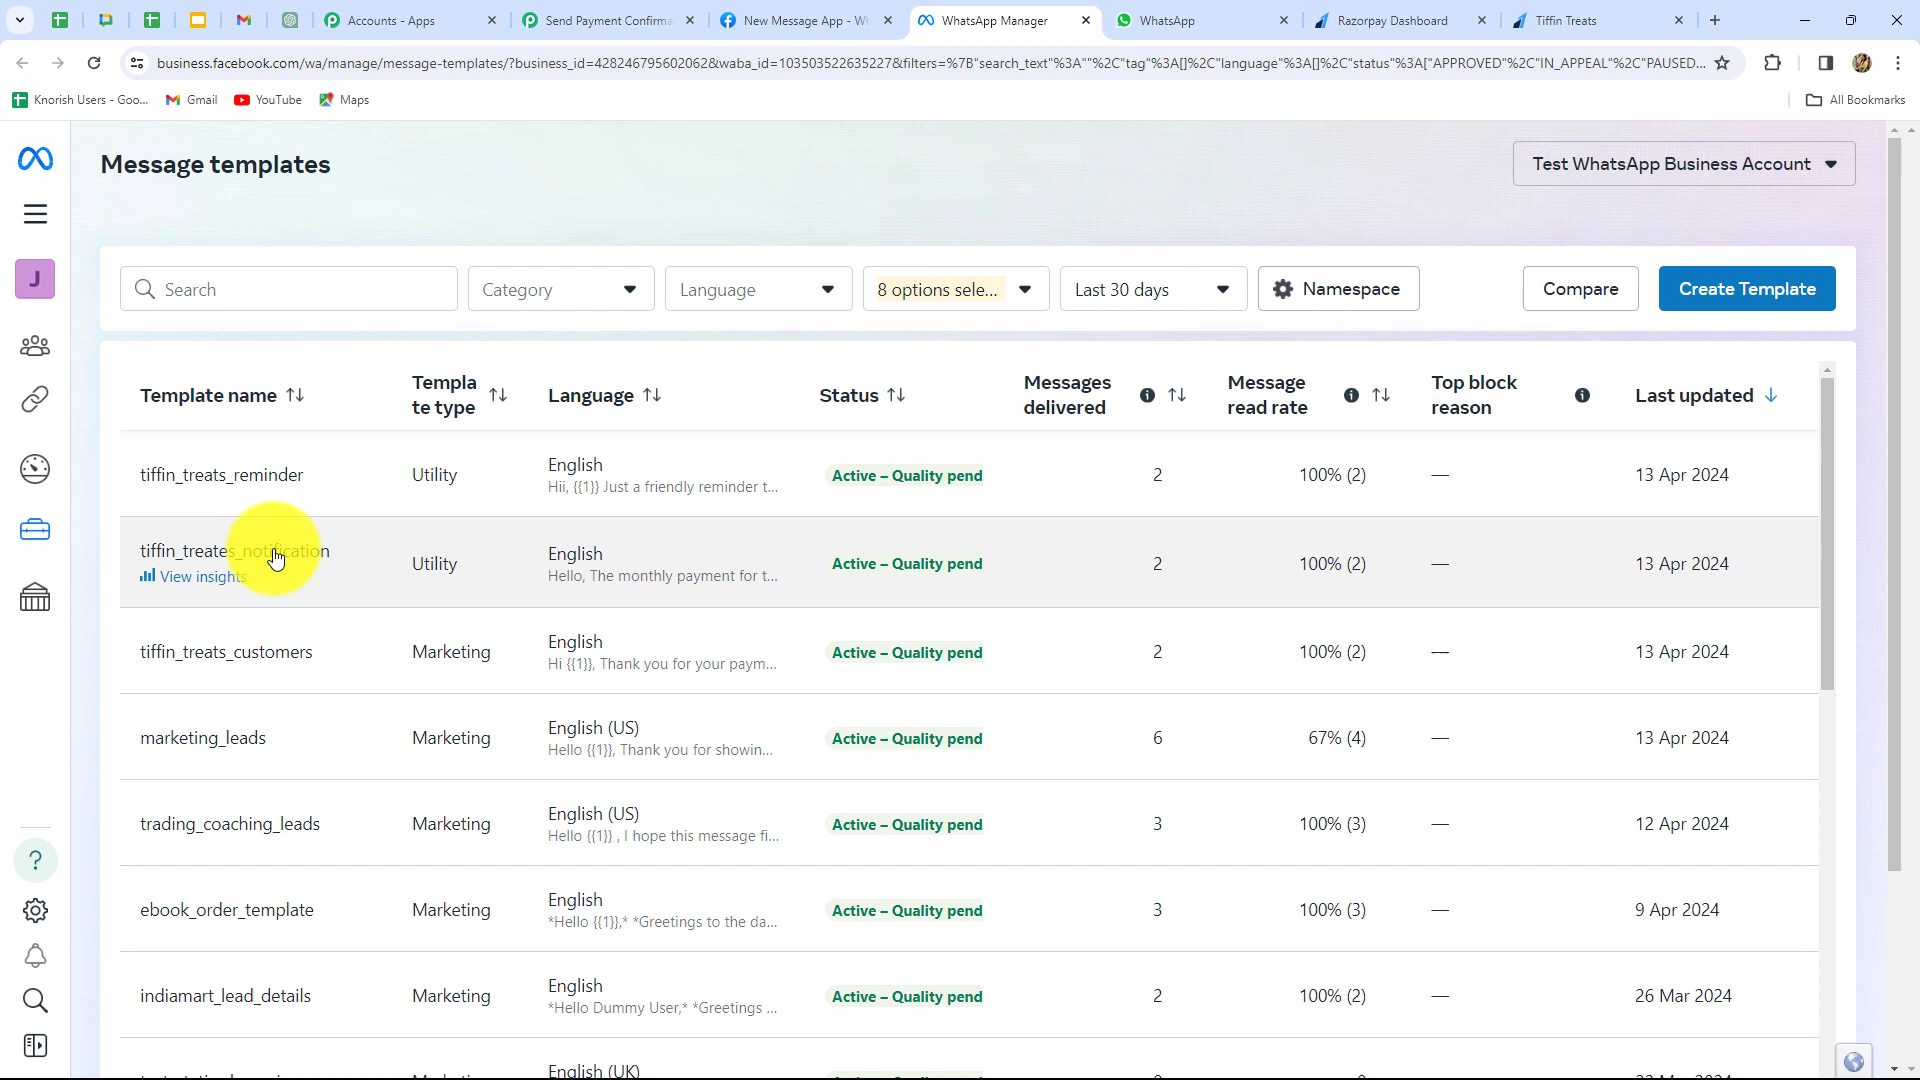 Accounts - Apps
Send Payment Confirma
New Message App - W
WhatsApp Manager
WhatsApp
Razorpay Dashboard
Tiffin Treats
business.facebook.com/wa/manage/message-templates/?business_id=428246795602062&waba_id=103503522635227&filters=%7B"search_text"%3A""%2C"tag"%3A[]%2C"language"%3A[]%2C"status"%3A["APPROVED"%2C"IN_APPEAL"%2C"PAUSED...
Knorish Users - Goo...
Gmail
YouTube
Maps
All Bookmarks
Message templates
Test WhatsApp Business Account
J
Search
Category
Language
8 options sele...
Last 30 days
Namespace
Compare
Create Template
Template name
Templa
te type
Language
Status
Messages
delivered
Message
read rate
Top block
reason
Last updated
tiffin_treats_reminder
Utility
English
Hii, {{1}} Just a friendly reminder t...
Active – Quality pend
2
100% (2)
—
13 Apr 2024
tiffin_treates_notification
View insights
Utility
English
Hello, The monthly payment for t...
Active – Quality pend
2
100% (2)
—
13 Apr 2024
tiffin_treats_customers
Marketing
English
Hi {{1}}, Thank you for your paym...
Active – Quality pend
2
100% (2)
—
13 Apr 2024
marketing_leads
Marketing
English (US)
Hello {{1}}, Thank you for showin...
Active – Quality pend
6
67% (4)
—
13 Apr 2024
trading_coaching_leads
Marketing
English (US)
Hello {{1}} , I hope this message fi...
Active – Quality pend
3
100% (3)
—
12 Apr 2024
ebook_order_template
Marketing
English
*Hello {{1}},* *Greetings to the da...
Active – Quality pend
3
100% (3)
—
9 Apr 2024
indiamart_lead_details
Marketing
English
*Hello Dummy User,* *Greetings ...
Active – Quality pend
2
100% (2)
—
26 Mar 2024
English (UK)